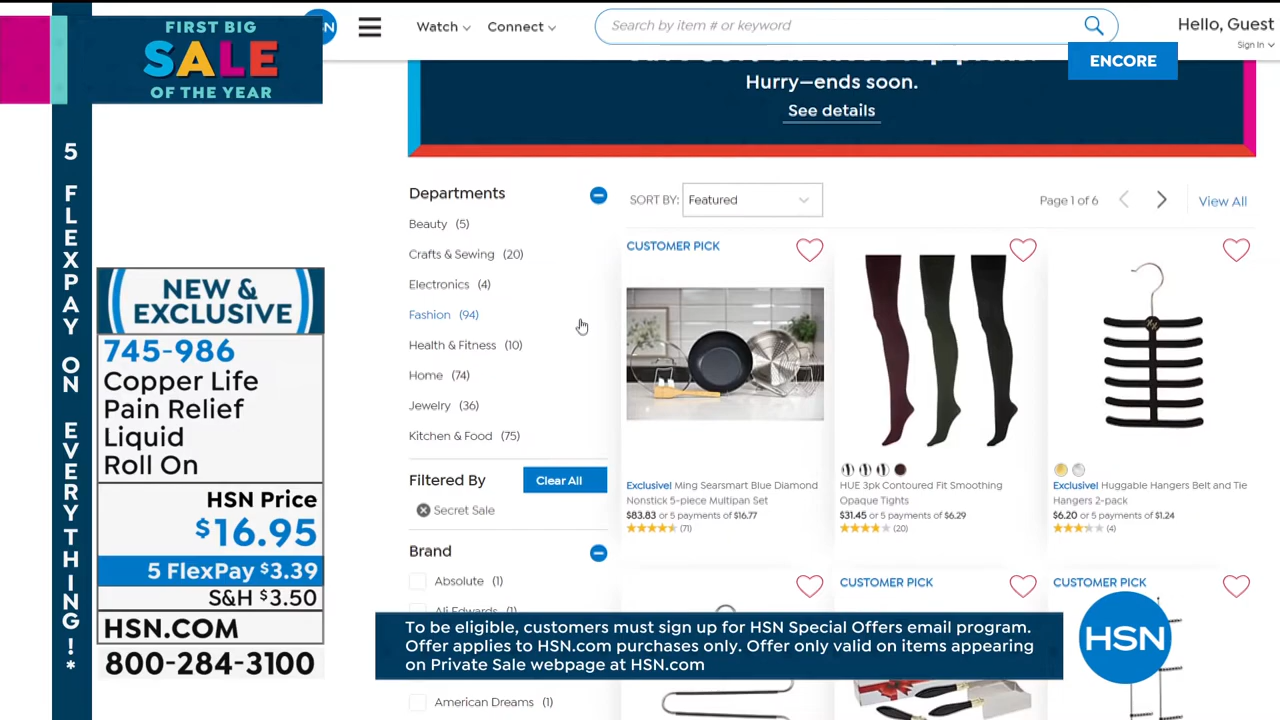 FIRST BIG
SALE
OF THE YEAR
5 FLEXPAY ON EVERYTHING!*
NEW &
EXCLUSIVE
745-986
Copper Life
Pain Relief
Liquid
Roll On
HSN Price
$16.95
5 FlexPay $3.39
S&H $3.50
HSN.COM
800-284-3100
Watch
Connect
Search by item # or keyword
Hello, Guest
Sign In
ENCORE
Hurry—ends soon.
See details
Departments
Beauty (5)
Crafts & Sewing (20)
Electronics (4)
Fashion (94)
Health & Fitness (10)
Home (74)
Jewelry (36)
Kitchen & Food (75)
Filtered By
Clear All
Secret Sale
Brand
Absolute (1)
Ali Edwards (1)
American Dreams (1)
SORT BY: Featured
Page 1 of 6
View All
CUSTOMER PICK
Exclusive! Ming Searsmart Blue Diamond
Nonstick 5-piece Multipan Set
$83.83 or 5 payments of $16.77
(71)
HUE 3pk Contoured Fit Smoothing
Opaque Tights
$31.45 or 5 payments of $6.29
(20)
Exclusive! Huggable Hangers Belt and Tie
Hangers 2-pack
$6.20 or 5 payments of $1.24
(4)
CUSTOMER PICK
CUSTOMER PICK
To be eligible, customers must sign up for HSN Special Offers email program.
Offer applies to HSN.com purchases only. Offer only valid on items appearing
on Private Sale webpage at HSN.com
HSN